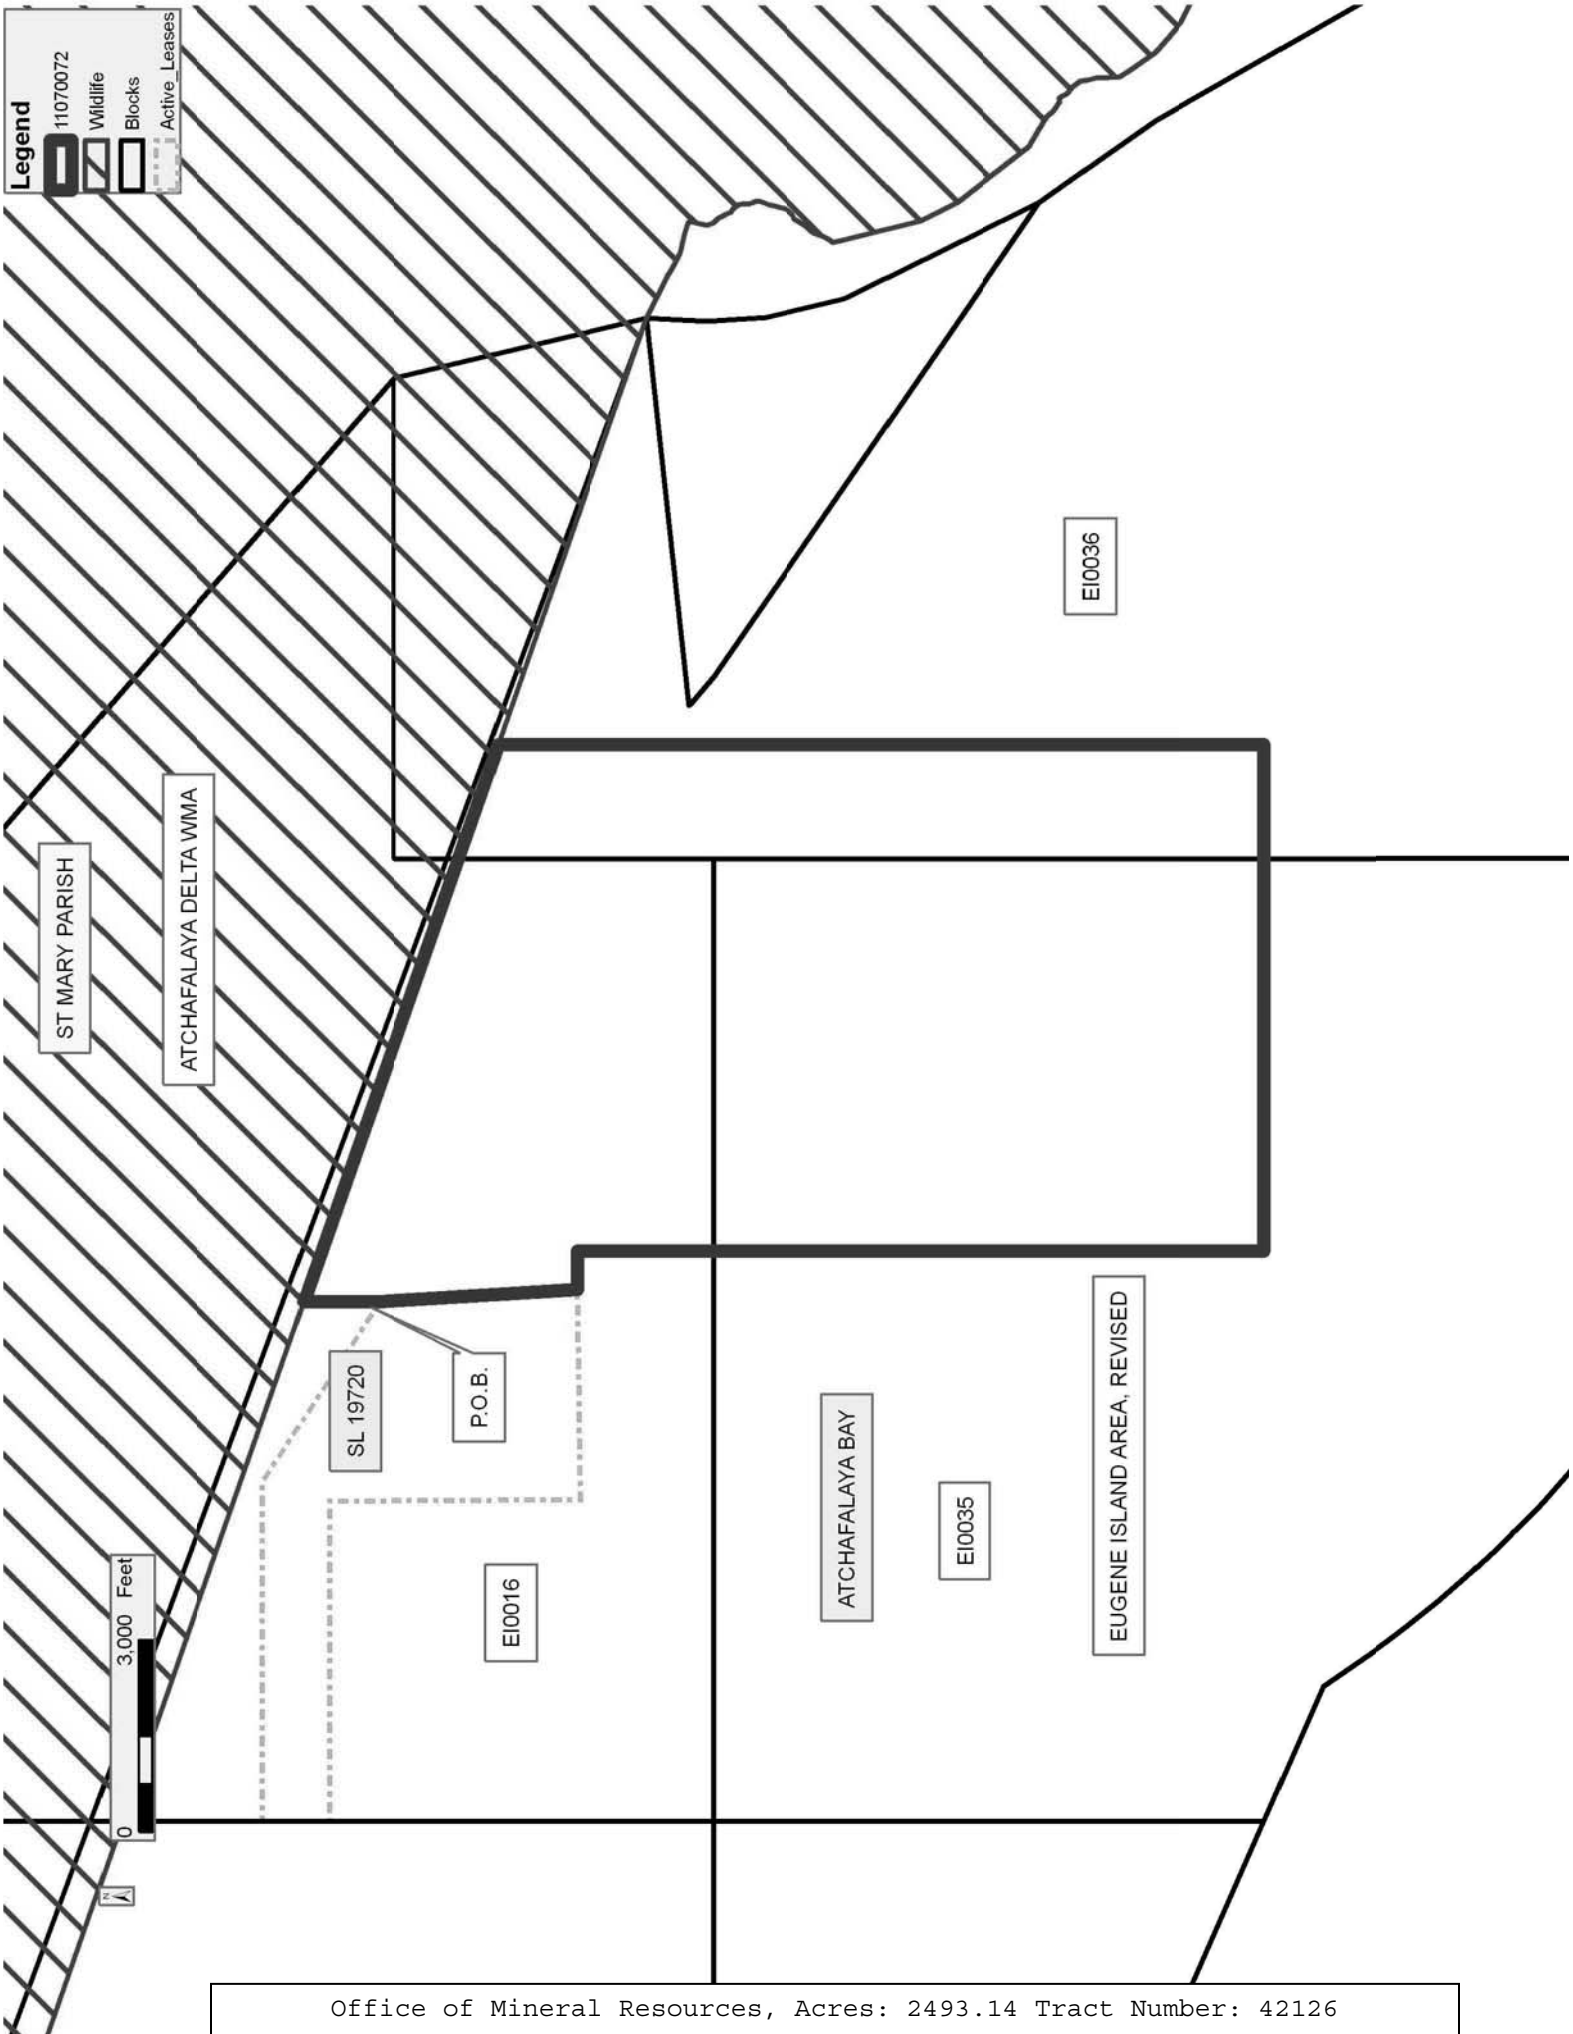 Legend
11070072
Wildlife
Blocks
Active_Leases
ST MARY PARISH
ATCHAFALAYA DELTA WMA
0 3,000 Feet
N
SL 19720
P.O.B.
EI0016
EI0036
ATCHAFALAYA BAY
EI0035
EUGENE ISLAND AREA, REVISED
Office of Mineral Resources, Acres: 2493.14 Tract Number: 42126